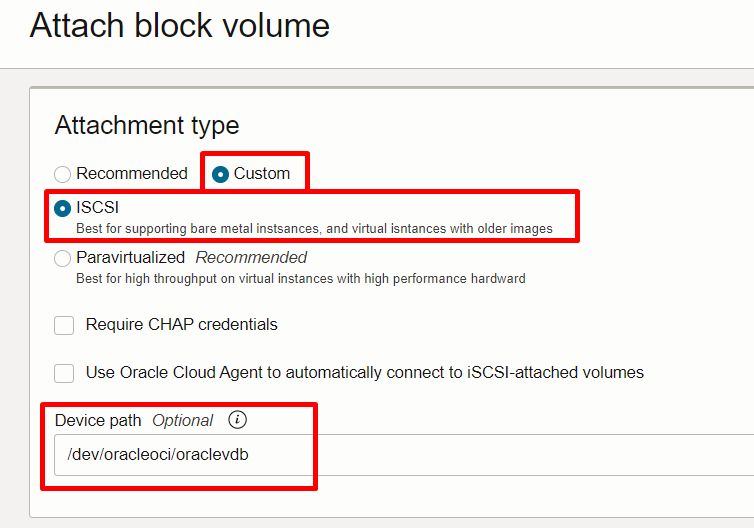 Attach block volume
Attachment type
Recommended Custom
ISCSI
Best for supporting bare metal instsances, and virtual isntances with older images
Paravirtualized Recommended
Best for high throughput on virtual instances with high performance hardward
Require CHAP credentials
Use Oracle Cloud Agent to automatically connect to iSCSI-attached volumes
Device path Optional i
/dev/oracleoci/oraclevdb